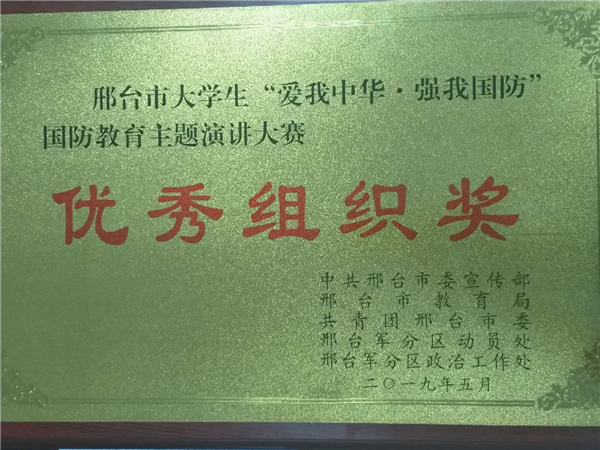 邢台市大学生“爱我中华·强我国防”
国防教育主题演讲大赛
优秀组织奖
中共邢台市委宣传部
邢台市教育局
共青团邢台市委
邢台军分区动员处
邢台军分区政治工作处
二〇一九年五月